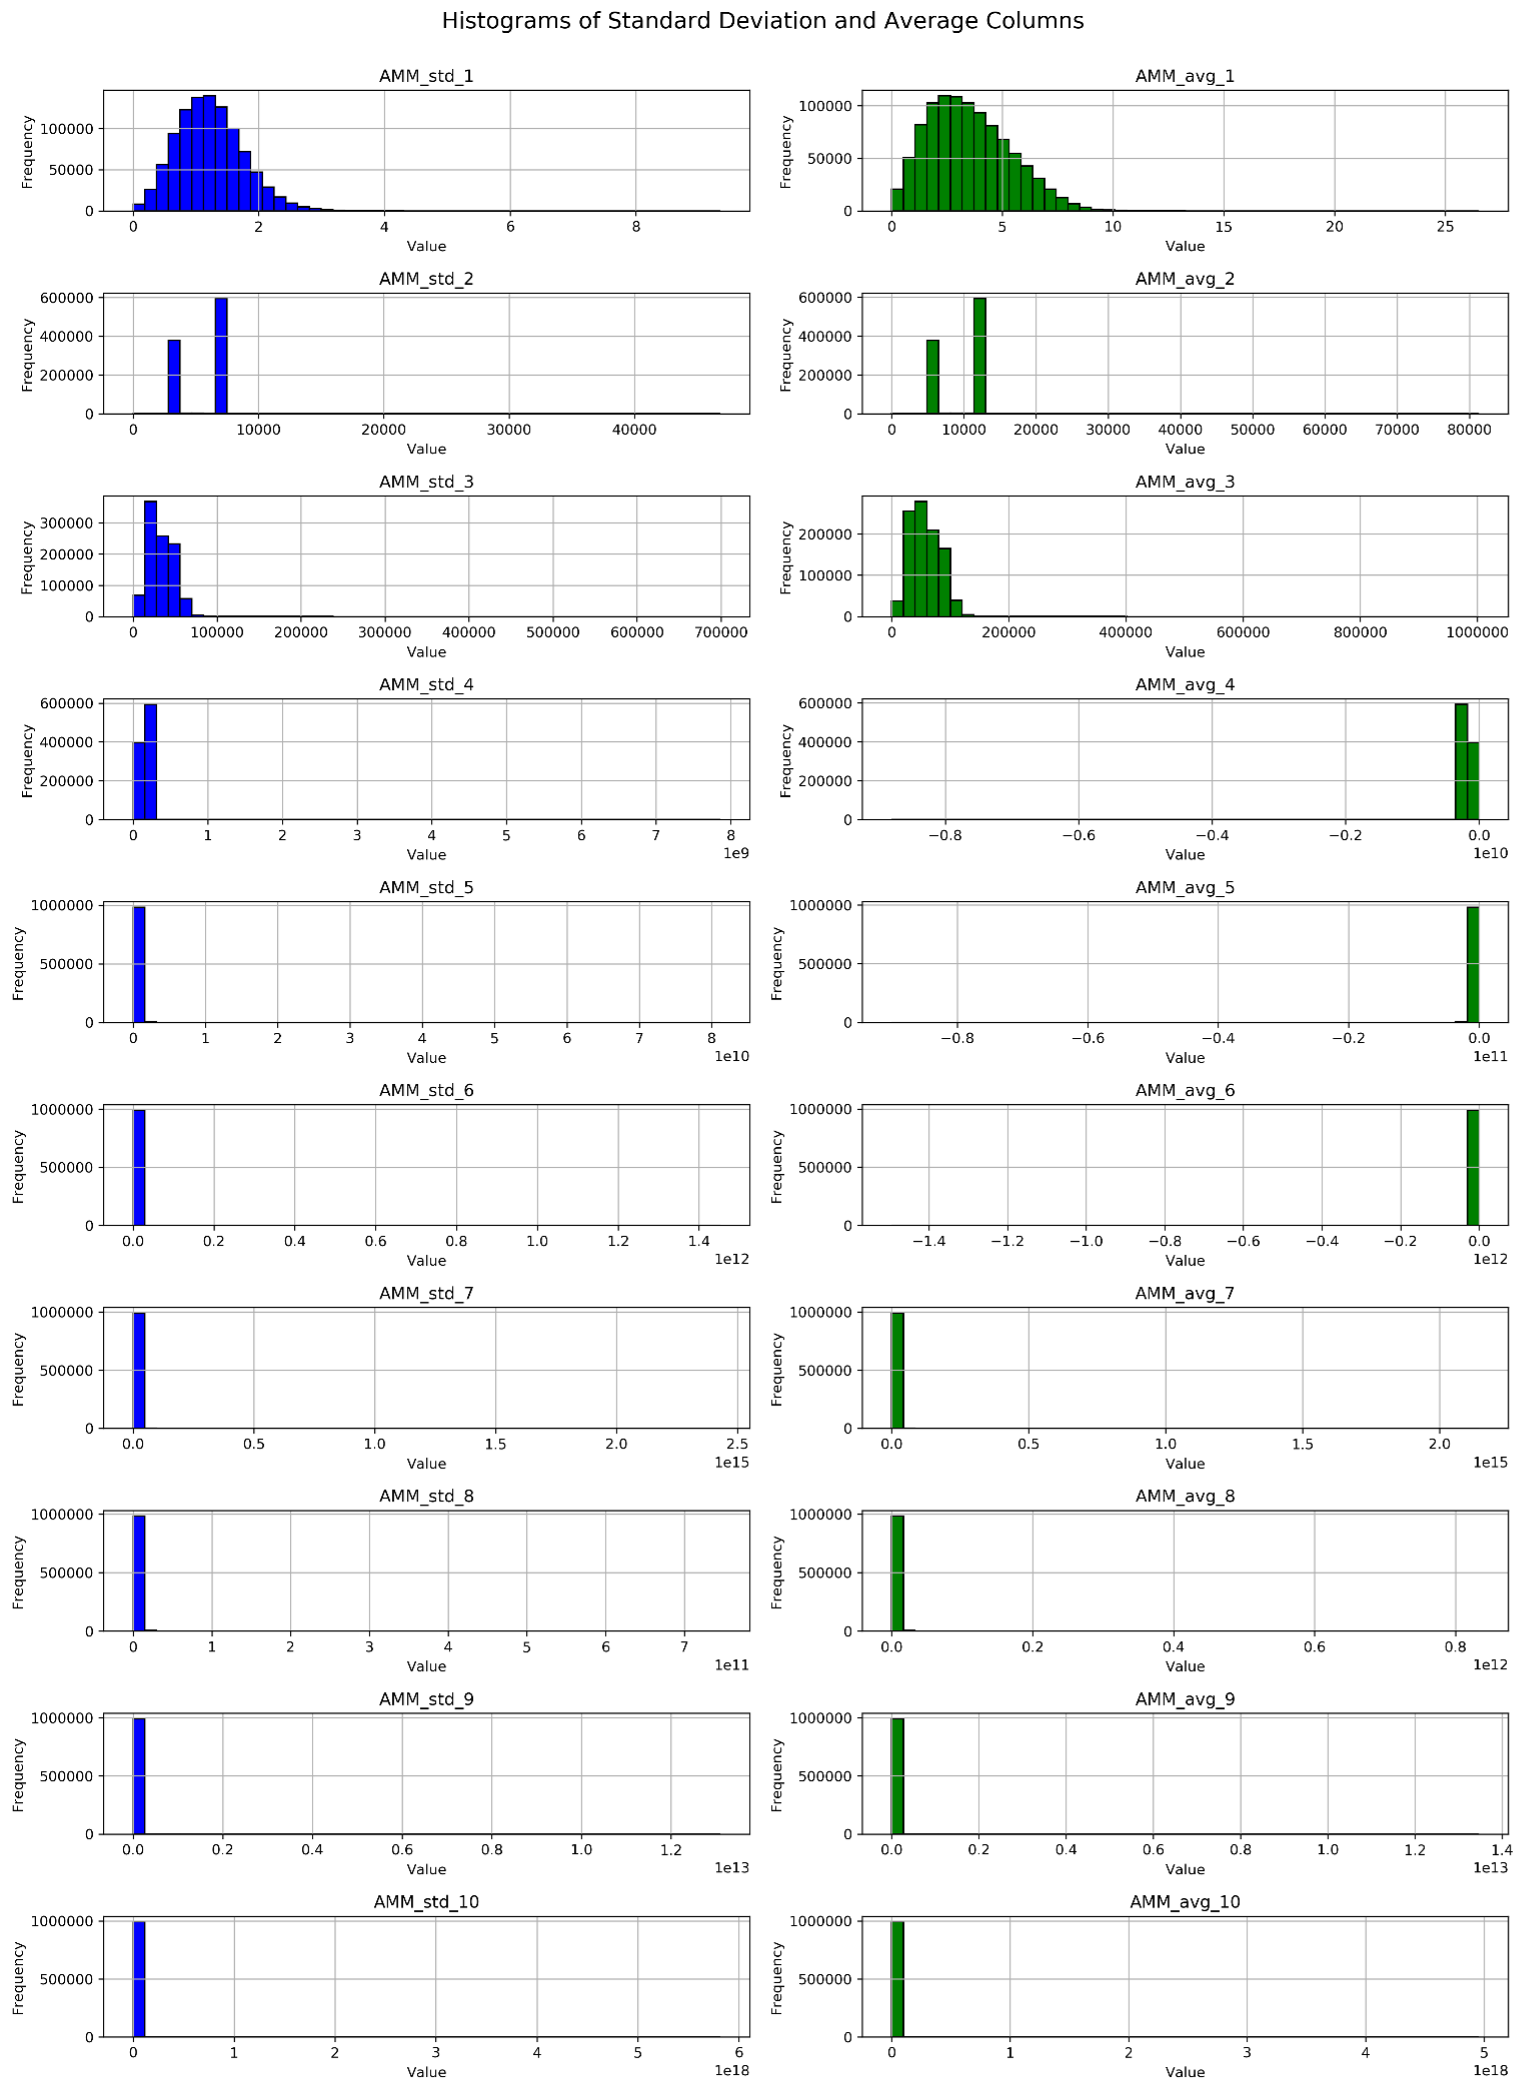 Histograms of Standard Deviation and Average Columns
AMM_std_1
Frequency
100000
50000
0
0 2 4 6 8
Value
AMM_avg_1
Frequency
100000
50000
0
0 5 10 15 20 25
Value
AMM_std_2
Frequency
600000
400000
200000
0
0 10000 20000 30000 40000
Value
AMM_avg_2
Frequency
600000
400000
200000
0
0 10000 20000 30000 40000 50000 60000 70000 80000
Value
AMM_std_3
Frequency
300000
200000
100000
0
0 100000 200000 300000 400000 500000 600000 700000
Value
AMM_avg_3
Frequency
200000
100000
0
0 200000 400000 600000 800000 1000000
Value
AMM_std_4
Frequency
600000
400000
200000
0
0 1 2 3 4 5 6 7 8
Value
1e9
AMM_avg_4
Frequency
600000
400000
200000
0
−0.8 −0.6 −0.4 −0.2 0.0
Value
1e10
AMM_std_5
Frequency
1000000
500000
0
0 1 2 3 4 5 6 7 8
Value
1e10
AMM_avg_5
Frequency
1000000
500000
0
−0.8 −0.6 −0.4 −0.2 0.0
Value
1e11
AMM_std_6
Frequency
1000000
500000
0
0.0 0.2 0.4 0.6 0.8 1.0 1.2 1.4
Value
1e12
AMM_avg_6
Frequency
1000000
500000
0
−1.4 −1.2 −1.0 −0.8 −0.6 −0.4 −0.2 0.0
Value
1e12
AMM_std_7
Frequency
1000000
500000
0
0.0 0.5 1.0 1.5 2.0 2.5
Value
1e15
AMM_avg_7
Frequency
1000000
500000
0
0.0 0.5 1.0 1.5 2.0
Value
1e15
AMM_std_8
Frequency
1000000
500000
0
0 1 2 3 4 5 6 7
Value
1e11
AMM_avg_8
Frequency
1000000
500000
0
0.0 0.2 0.4 0.6 0.8
Value
1e12
AMM_std_9
Frequency
1000000
500000
0
0.0 0.2 0.4 0.6 0.8 1.0 1.2
Value
1e13
AMM_avg_9
Frequency
1000000
500000
0
0.0 0.2 0.4 0.6 0.8 1.0 1.2 1.4
Value
1e13
AMM_std_10
Frequency
1000000
500000
0
0 1 2 3 4 5 6
Value
1e18
AMM_avg_10
Frequency
1000000
500000
0
0 1 2 3 4 5
Value
1e18